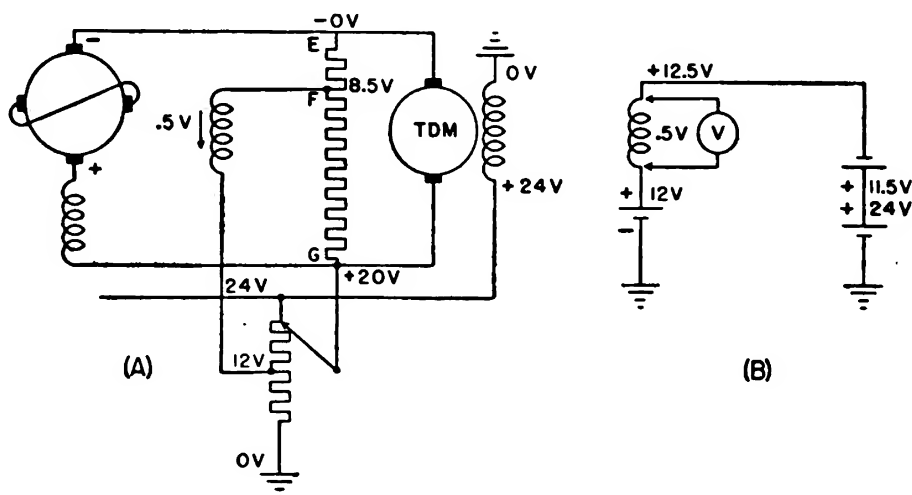 -0V
E
8.5V
F
.5V
-
+
TDM
0V
+24V
G
+20V
24V
12V
0V
(A)
+12.5V
.5V
V
+
12V
-
+
11.5V
+
24V
(B)